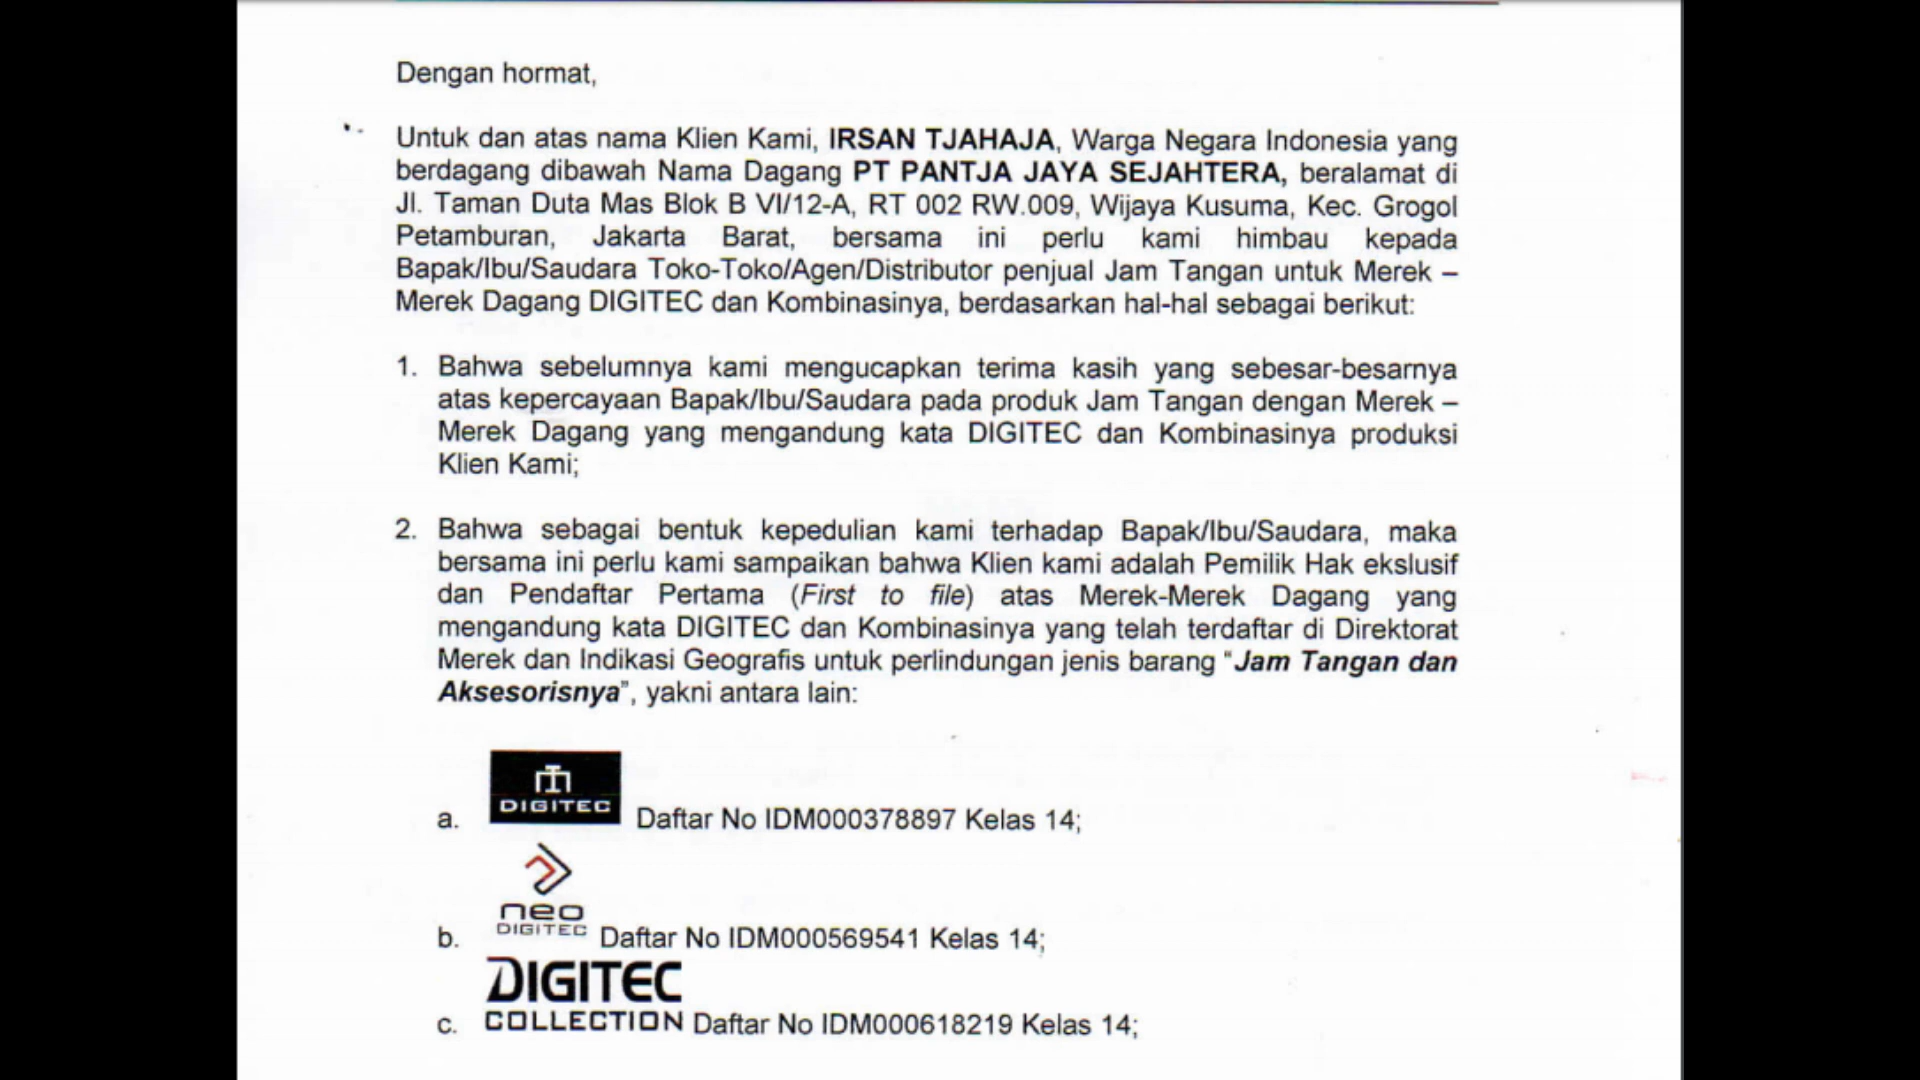 Dengan hormat,
Untuk dan atas nama Klien Kami, IRSAN TJAHAJA, Warga Negara Indonesia yang
berdagang dibawah Nama Dagang PT PANTJA JAYA SEJAHTERA, beralamat di
Jl. Taman Duta Mas Blok B VI/12-A, RT 002 RW.009, Wijaya Kusuma, Kec. Grogol
Petamburan, Jakarta Barat, bersama ini perlu kami himbau kepada
Bapak/Ibu/Saudara Toko-Toko/Agen/Distributor penjual Jam Tangan untuk Merek –
Merek Dagang DIGITEC dan Kombinasinya, berdasarkan hal-hal sebagai berikut:
1. Bahwa sebelumnya kami mengucapkan terima kasih yang sebesar-besarnya
atas kepercayaan Bapak/Ibu/Saudara pada produk Jam Tangan dengan Merek –
Merek Dagang yang mengandung kata DIGITEC dan Kombinasinya produksi
Klien Kami;
2. Bahwa sebagai bentuk kepedulian kami terhadap Bapak/Ibu/Saudara, maka
bersama ini perlu kami sampaikan bahwa Klien kami adalah Pemilik Hak ekslusif
dan Pendaftar Pertama (First to file) atas Merek-Merek Dagang yang
mengandung kata DIGITEC dan Kombinasinya yang telah terdaftar di Direktorat
Merek dan Indikasi Geografis untuk perlindungan jenis barang “Jam Tangan dan
Aksesorisnya”, yakni antara lain:
DIGITEC
a. Daftar No IDM000378897 Kelas 14;
neo
DIGITEC
b. Daftar No IDM000569541 Kelas 14;
DIGITEC
c. COLLECTION Daftar No IDM000618219 Kelas 14;